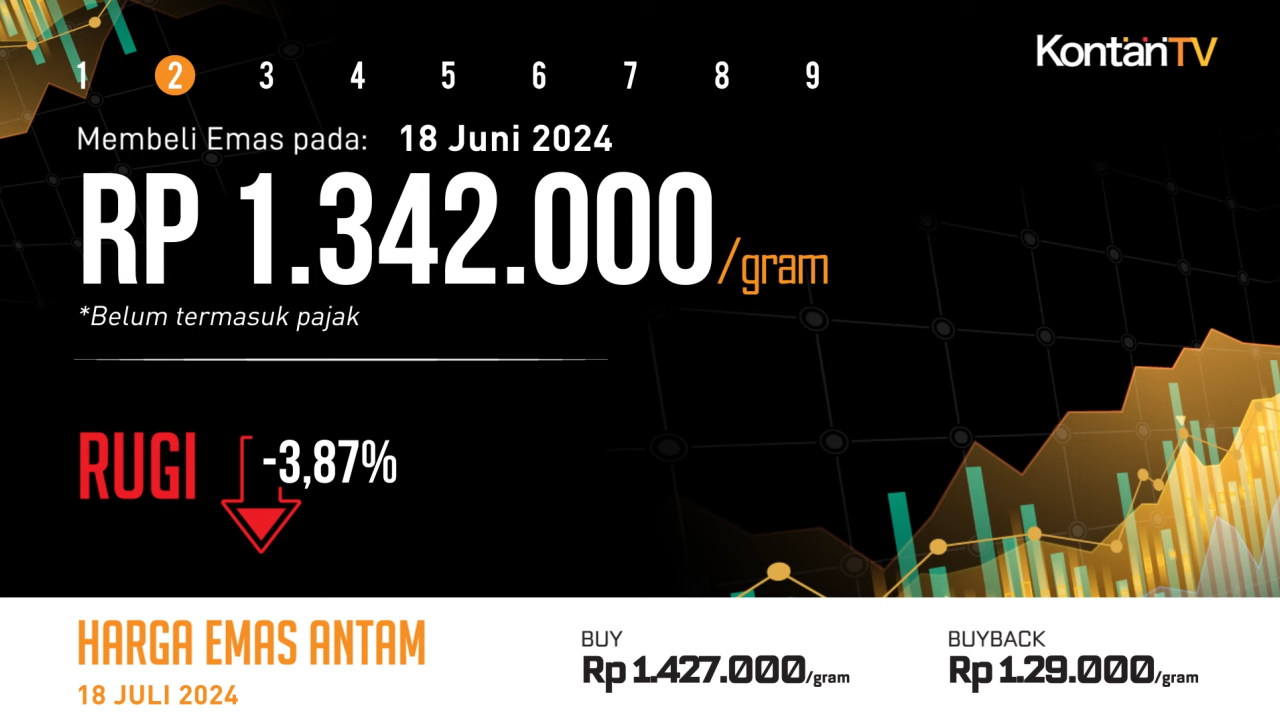 KontanTV
1 2 3 4 5 6 7 8 9
Membeli Emas pada: 18 Juni 2024
RP 1.342.000/gram
*Belum termasuk pajak
RUGI -3,87%
HARGA EMAS ANTAM
18 JULI 2024
BUY
Rp 1.427.000/gram
BUYBACK
Rp 1.29.000/gram